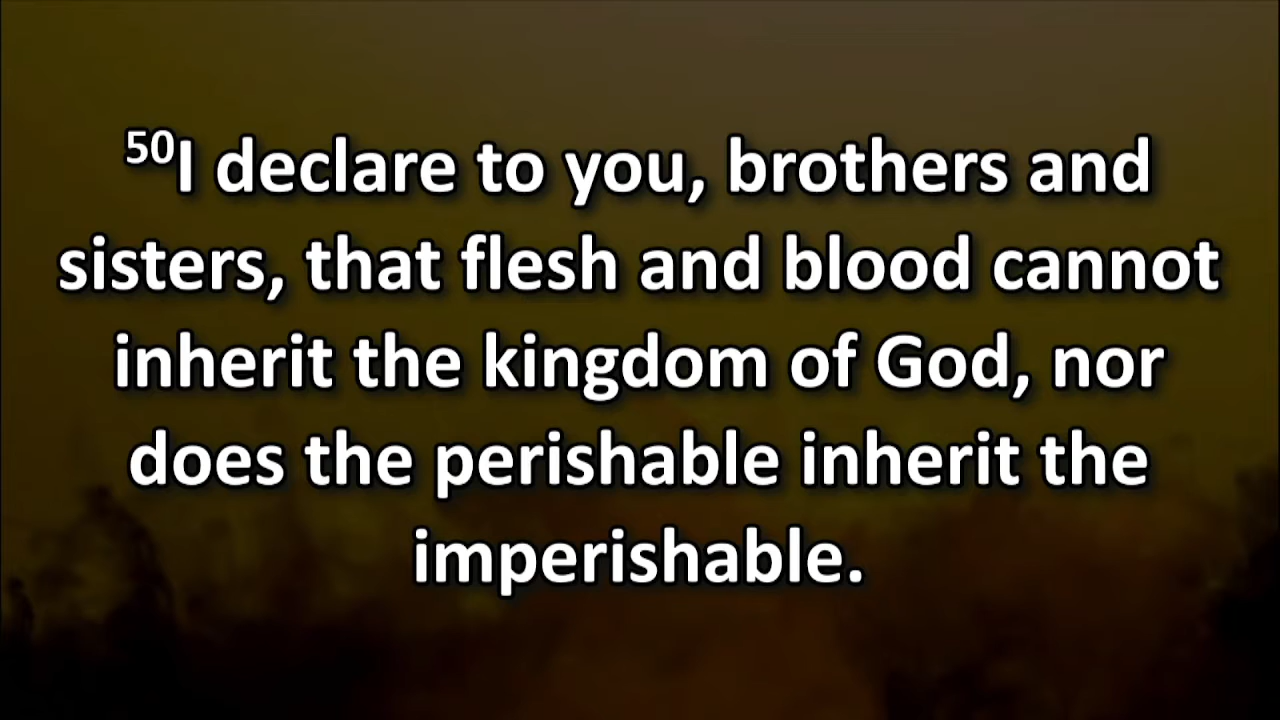 50I declare to you, brothers and
sisters, that flesh and blood cannot
inherit the kingdom of God, nor
does the perishable inherit the
imperishable.